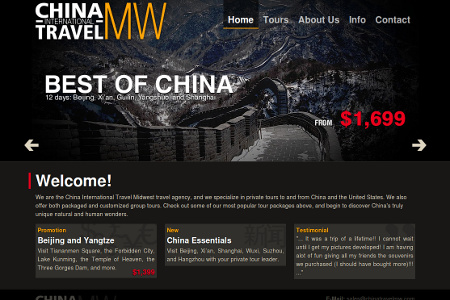 CHINA MW
INTERNATIONAL
TRAVEL
Home Tours About Us Info Contact
BEST OF CHINA
12 days: Beijing, Xi'an, Guilin, Yangshuo, and Shanghai
FROM $1,699
Welcome!
We are the China International Travel Midwest travel agency, and we specialize in private tours to and from China and the United States. We also
offer both packaged and customized group tours. Check out some of our most popular tour packages above, and begin to discover China's truly
unique natural and human wonders.
Promotion
Beijing and Yangtze
Visit Tiananmen Square, the Forbidden City,
Lake Kunming, the Temple of Heaven, the
Three Gorges Dam, and more.
New
China Essentials
Visit Beijing, Xi'an, Shanghai, Wuxi, Suzhou,
and Hangzhou with your private tour leader.
Testimonial
"... It was a trip of a lifetime!! I cannot wait
until I get my pictures developed! I am having
alot of fun giving all my friends the souvenirs
we purchased (I should have bought more)!!!
..."
CHINA